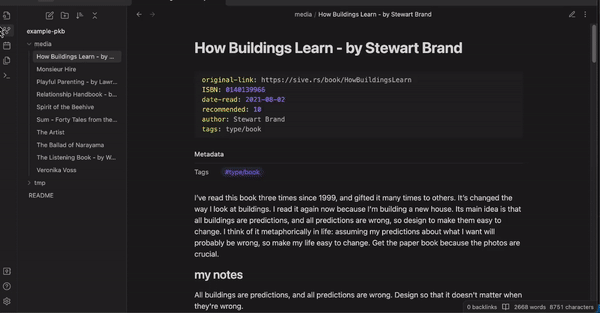 media / How Buildings Learn - by Stewart Brand
example-pkb
media
How Buildings Learn - by ...
Monsieur Hire
Playful Parenting - by Lawr...
Relationship Handbook - b...
Spirit of the Beehive
Sum – Forty Tales from the...
The Artist
The Ballad of Narayama
The Listening Book - by W...
Veronika Voss
tmp
README
How Buildings Learn - by Stewart Brand
original-link: https://sive.rs/book/HowBuildingsLearn
ISBN: 0140139966
date-read: 2021-08-02
recommended: 10
author: Stewart Brand
tags: type/book
Metadata
Tags #type/book
I've read this book three times since 1999, and gifted it many times to others. It's changed the
way I look at buildings. I read it again now because I'm building a new house. Its main idea is that
all buildings are predictions, and all predictions are wrong, so design to make them easy to
change. I think of it metaphorically in life: assuming my predictions about what I want will
probably be wrong, so make my life easy to change. Get the paper book because the photos are
crucial.
my notes
All buildings are predictions, and all predictions are wrong. Design so that it doesn't matter when
they're wrong.
0 backlinks 2668 words 8751 characters